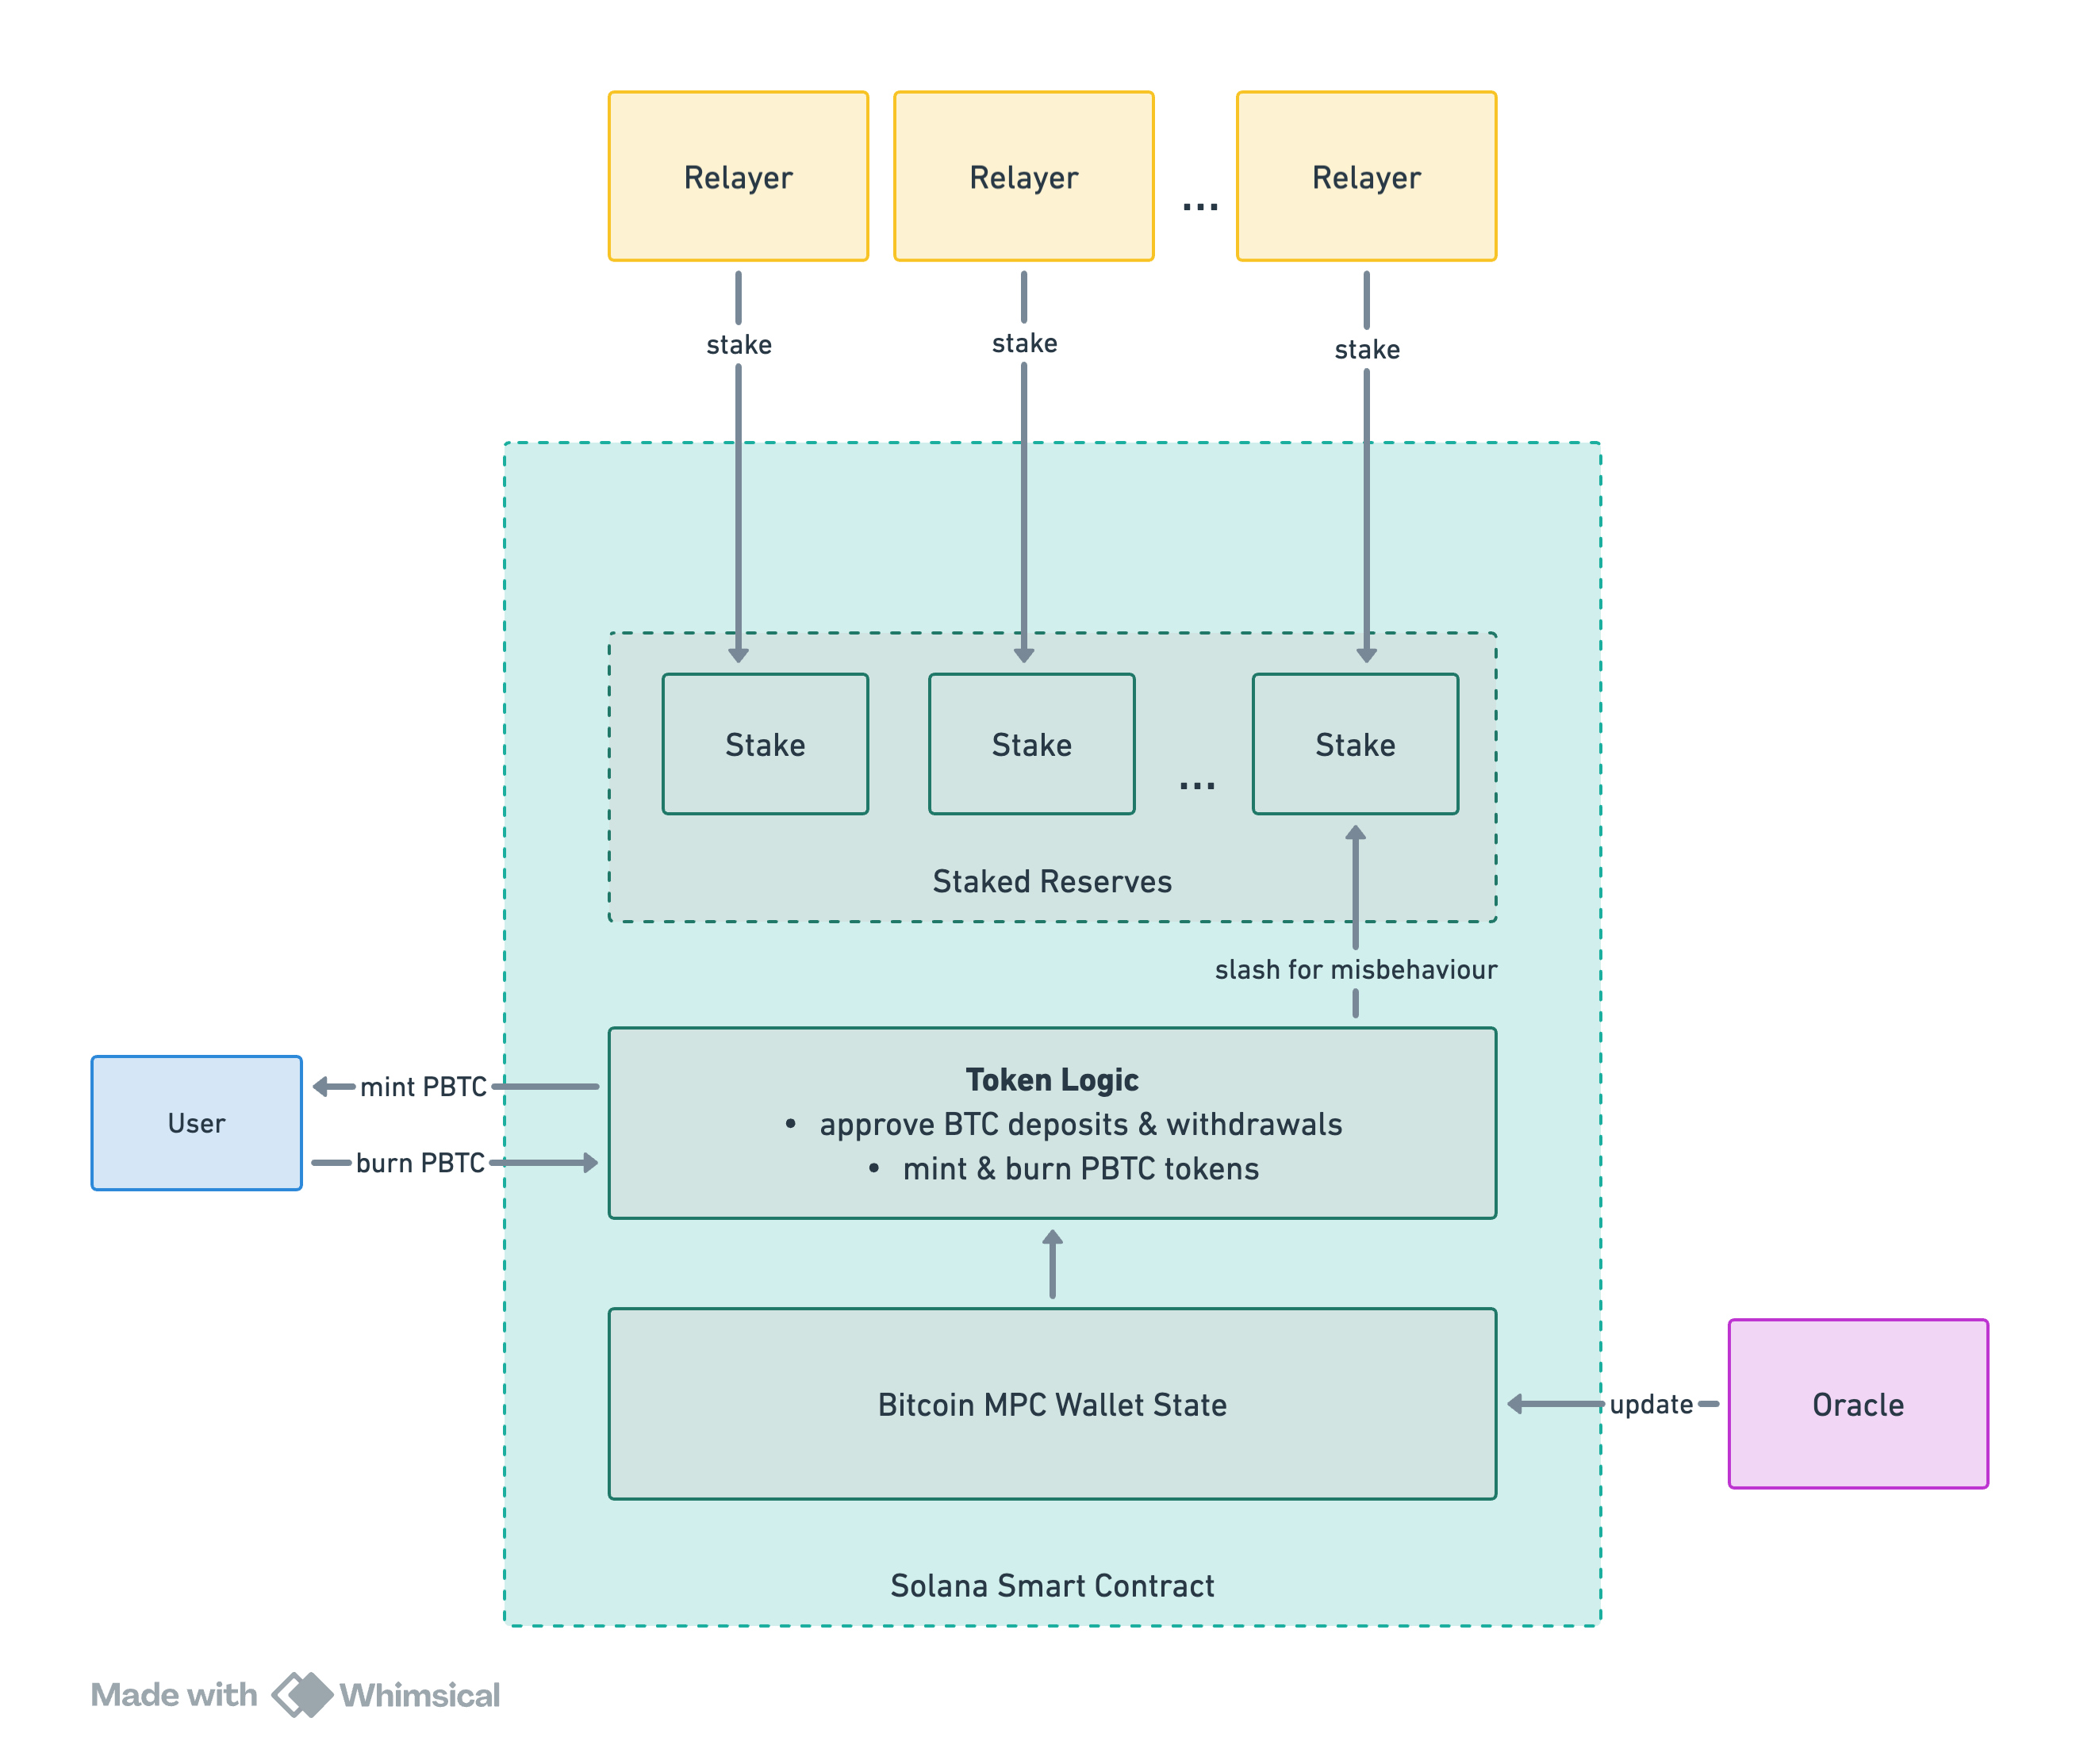 Relayer
Relayer
...
Relayer
stake
stake
stake
Stake
Stake
...
Stake
Staked Reserves
slash for misbehaviour
Token Logic
• approve BTC deposits & withdrawals
• mint & burn PBTC tokens
mint PBTC
User
burn PBTC
Bitcoin MPC Wallet State
update
Oracle
Solana Smart Contract
Made with Whimsical